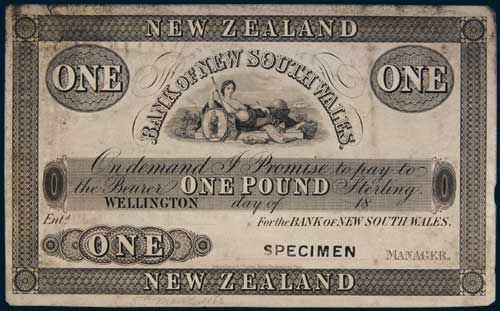 NEW ZEALAND
ONE ONE
BANK OF NEW SOUTH WALES.
On demand I Promise to pay to
the Bearer ONE POUND Sterling.
WELLINGTON day of 18
Entd For the BANK OF NEW SOUTH WALES,
ONE SPECIMEN MANAGER.
NEW ZEALAND